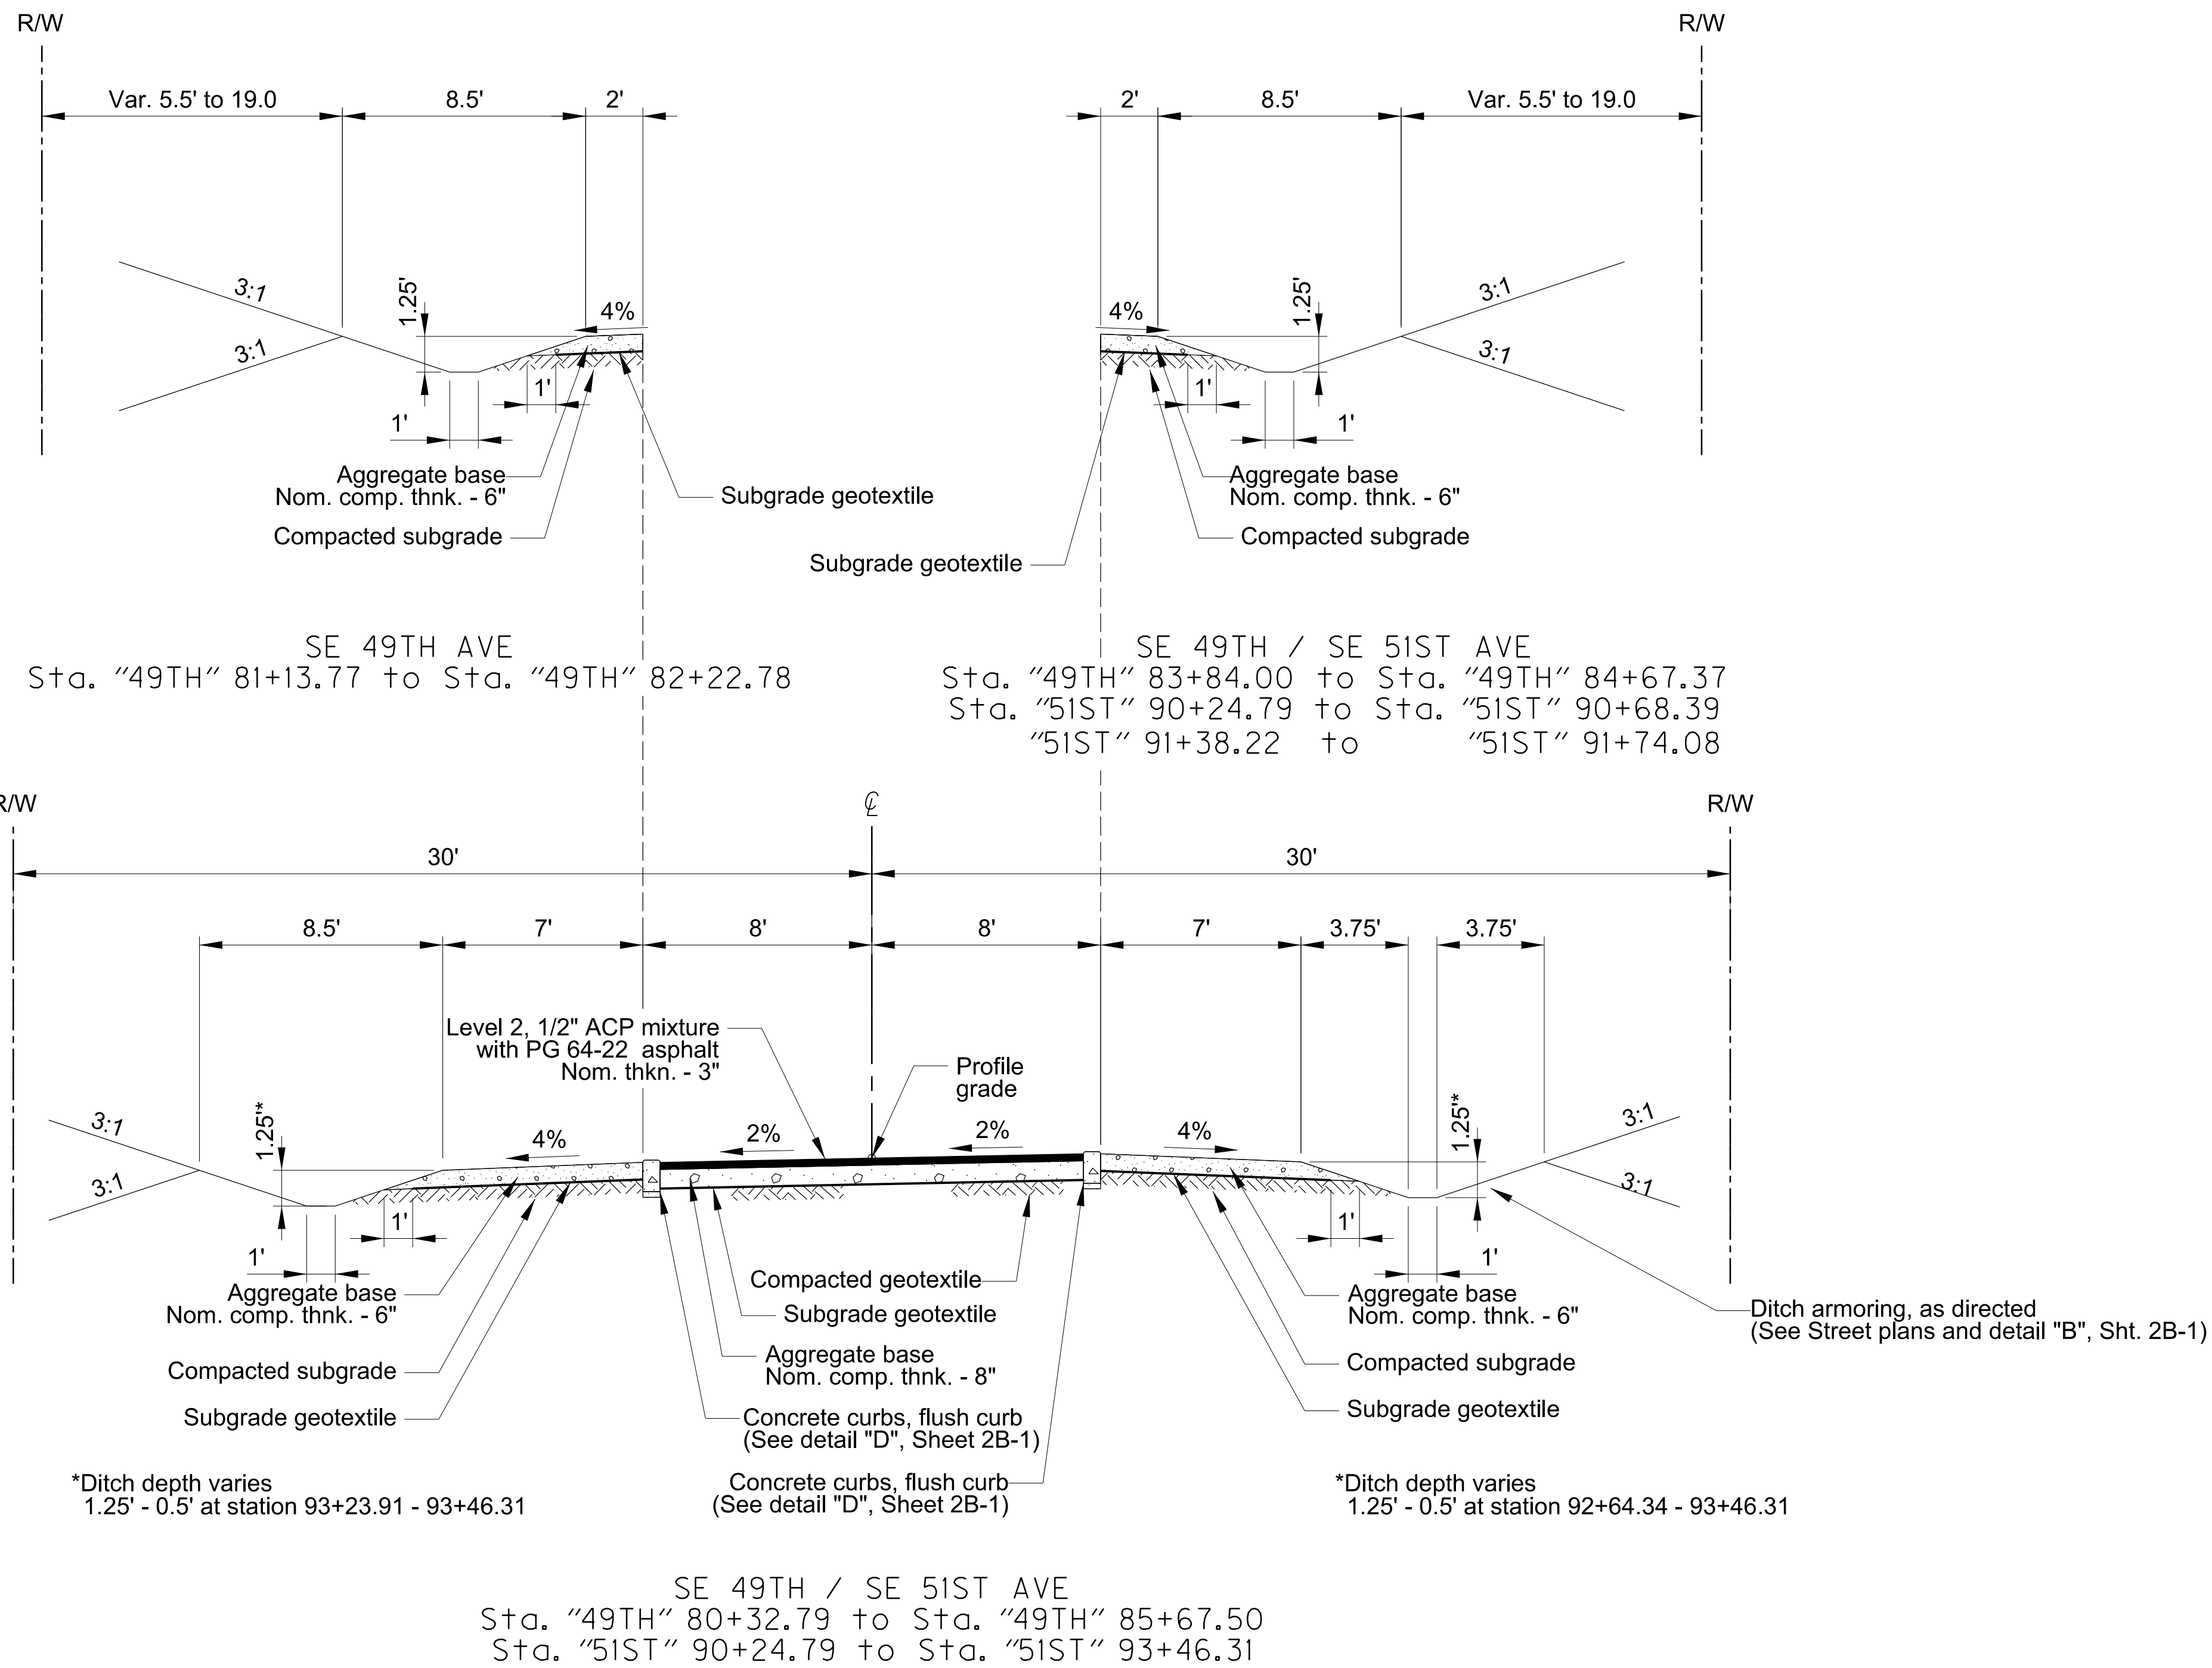 R/W
R/W
Var. 5.5' to 19.0
8.5'
2'
2'
8.5'
Var. 5.5' to 19.0
3:1
3:1
1.25'
4%
1'
1'
4%
1.25'
3:1
3:1
1'
1'
Aggregate base
Nom. comp. thnk. - 6"
Subgrade geotextile
Compacted subgrade
Aggregate base
Nom. comp. thnk. - 6"
Compacted subgrade
Subgrade geotextile
SE 49TH AVE
Sta. "49TH" 81+13.77 to Sta. "49TH" 82+22.78
SE 49TH / SE 51ST AVE
Sta. "49TH" 83+84.00 to Sta. "49TH" 84+67.37
Sta. "51ST" 90+24.79 to Sta. "51ST" 90+68.39
"51ST" 91+38.22 to "51ST" 91+74.08
R/W
℄
R/W
30'
30'
8.5'
7'
8'
8'
7'
3.75'
3.75'
Level 2, 1/2" ACP mixture
with PG 64-22 asphalt
Nom. thkn. - 3"
Profile
grade
3:1
3:1
1.25'*
4%
2%
2%
4%
1.25'*
3:1
3:1
1'
1'
1'
1'
Aggregate base
Nom. comp. thnk. - 6"
Compacted subgrade
Subgrade geotextile
Compacted geotextile
Subgrade geotextile
Aggregate base
Nom. comp. thnk. - 8"
Concrete curbs, flush curb
(See detail "D", Sheet 2B-1)
Concrete curbs, flush curb
(See detail "D", Sheet 2B-1)
Aggregate base
Nom. comp. thnk. - 6"
Compacted subgrade
Subgrade geotextile
Ditch armoring, as directed
(See Street plans and detail "B", Sht. 2B-1)
*Ditch depth varies
1.25' - 0.5' at station 93+23.91 - 93+46.31
*Ditch depth varies
1.25' - 0.5' at station 92+64.34 - 93+46.31
SE 49TH / SE 51ST AVE
Sta. "49TH" 80+32.79 to Sta. "49TH" 85+67.50
Sta. "51ST" 90+24.79 to Sta. "51ST" 93+46.31